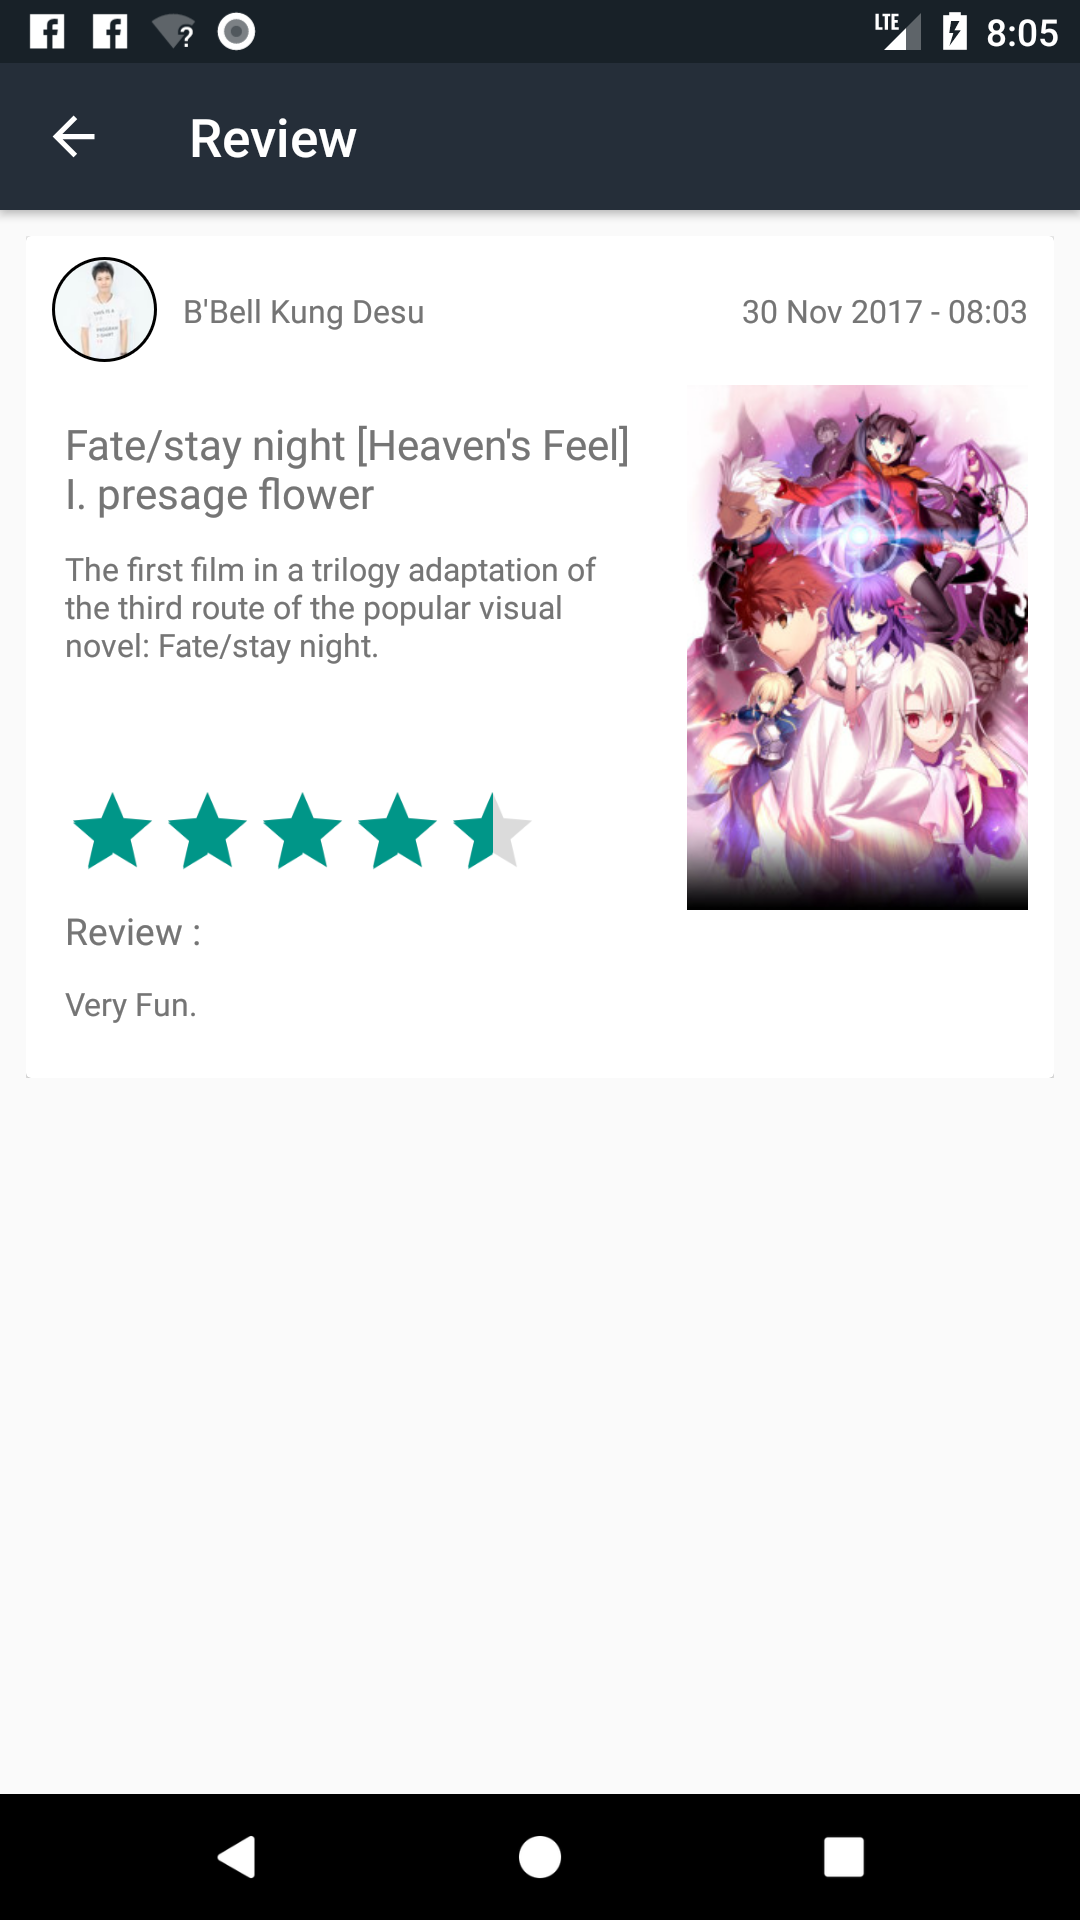 LTE 8:05
Review
B'Bell Kung Desu
30 Nov 2017 - 08:03
Fate/stay night [Heaven's Feel]
I. presage flower
The first film in a trilogy adaptation of
the third route of the popular visual
novel: Fate/stay night.
Review :
Very Fun.